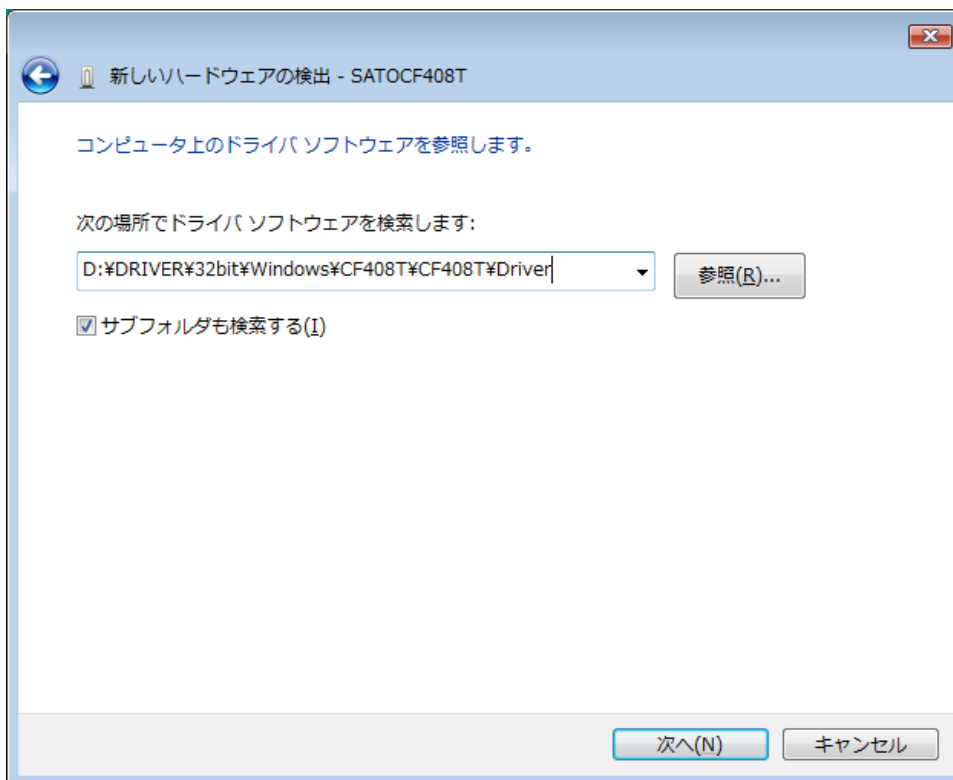 新しいハードウェアの検出 - SATOCF408T
コンピュータ上のドライバ ソフトウェアを参照します。
次の場所でドライバ ソフトウェアを検索します:
D:¥DRIVER¥32bit¥Windows¥CF408T¥CF408T¥Driver
参照(R)...
サブフォルダも検索する(I)
次へ(N)
キャンセル